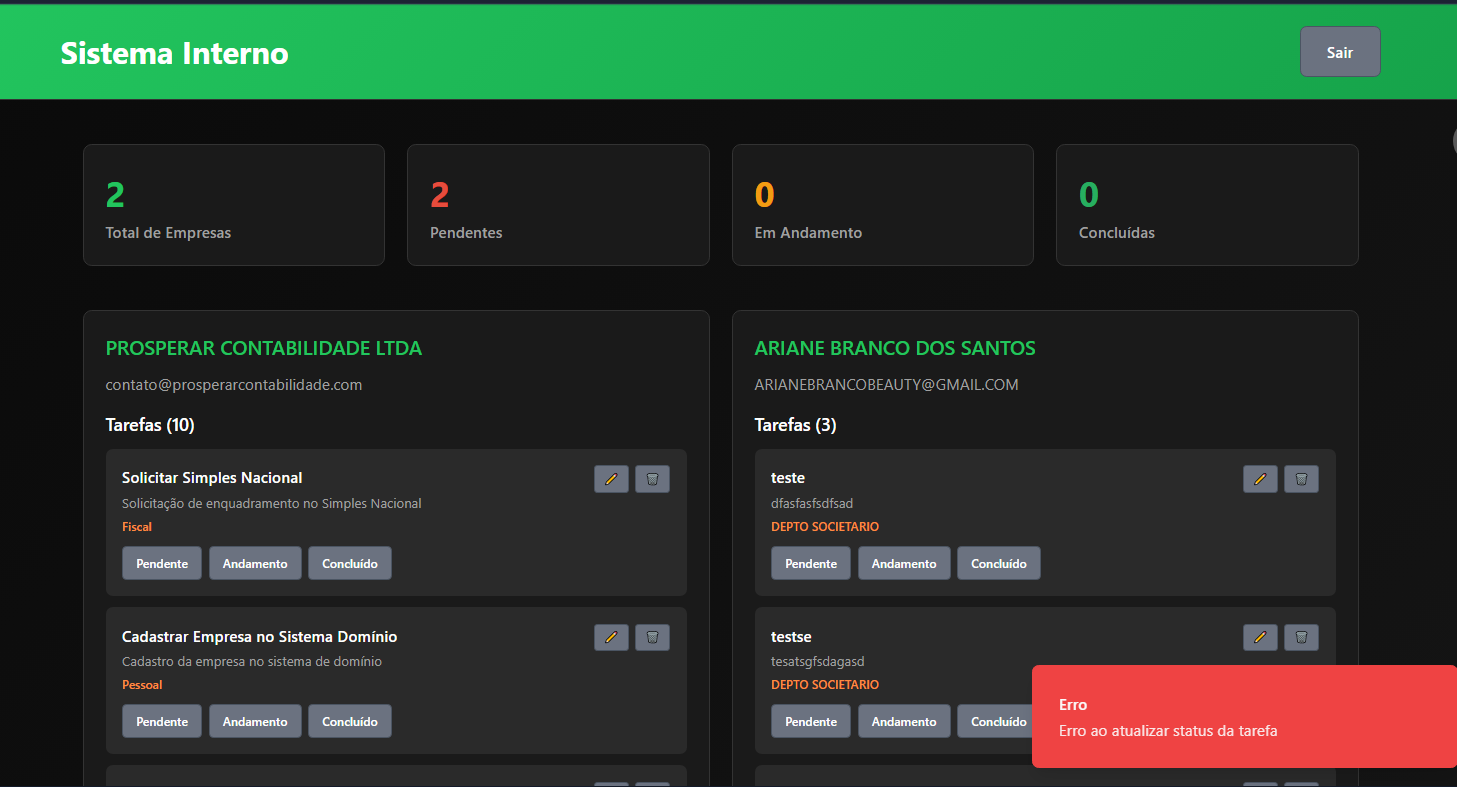 Sistema Interno
Sair
2
Total de Empresas
2
Pendentes
0
Em Andamento
0
Concluídas
PROSPERAR CONTABILIDADE LTDA
contato@prosperarcontabilidade.com
Tarefas (10)
Solicitar Simples Nacional
Solicitação de enquadramento no Simples Nacional
Fiscal
Pendente Andamento Concluído
Cadastrar Empresa no Sistema Domínio
Cadastro da empresa no sistema de domínio
Pessoal
Pendente Andamento Concluído
ARIANE BRANCO DOS SANTOS
ARIANEBRANCOBEAUTY@GMAIL.COM
Tarefas (3)
teste
dfasfasfsdfsad
DEPTO SOCIETARIO
Pendente Andamento Concluído
testse
tesatsgfsdagasd
DEPTO SOCIETARIO
Pendente Andamento Concluído
Erro
Erro ao atualizar status da tarefa